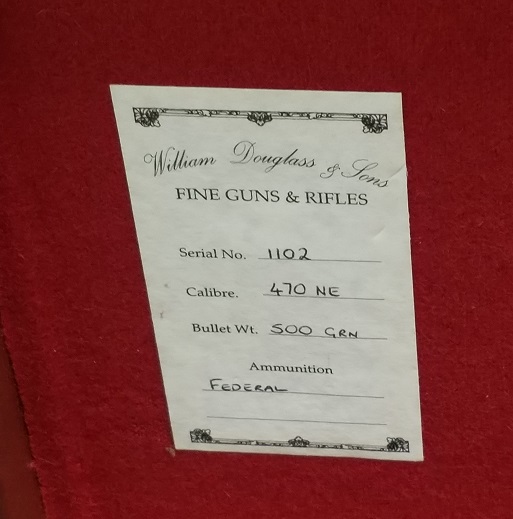 William Douglass & Sons
FINE GUNS & RIFLES
Serial No. 1102
Calibre. 470 NE
Bullet Wt. 500 GRN
Ammunition
FEDERAL